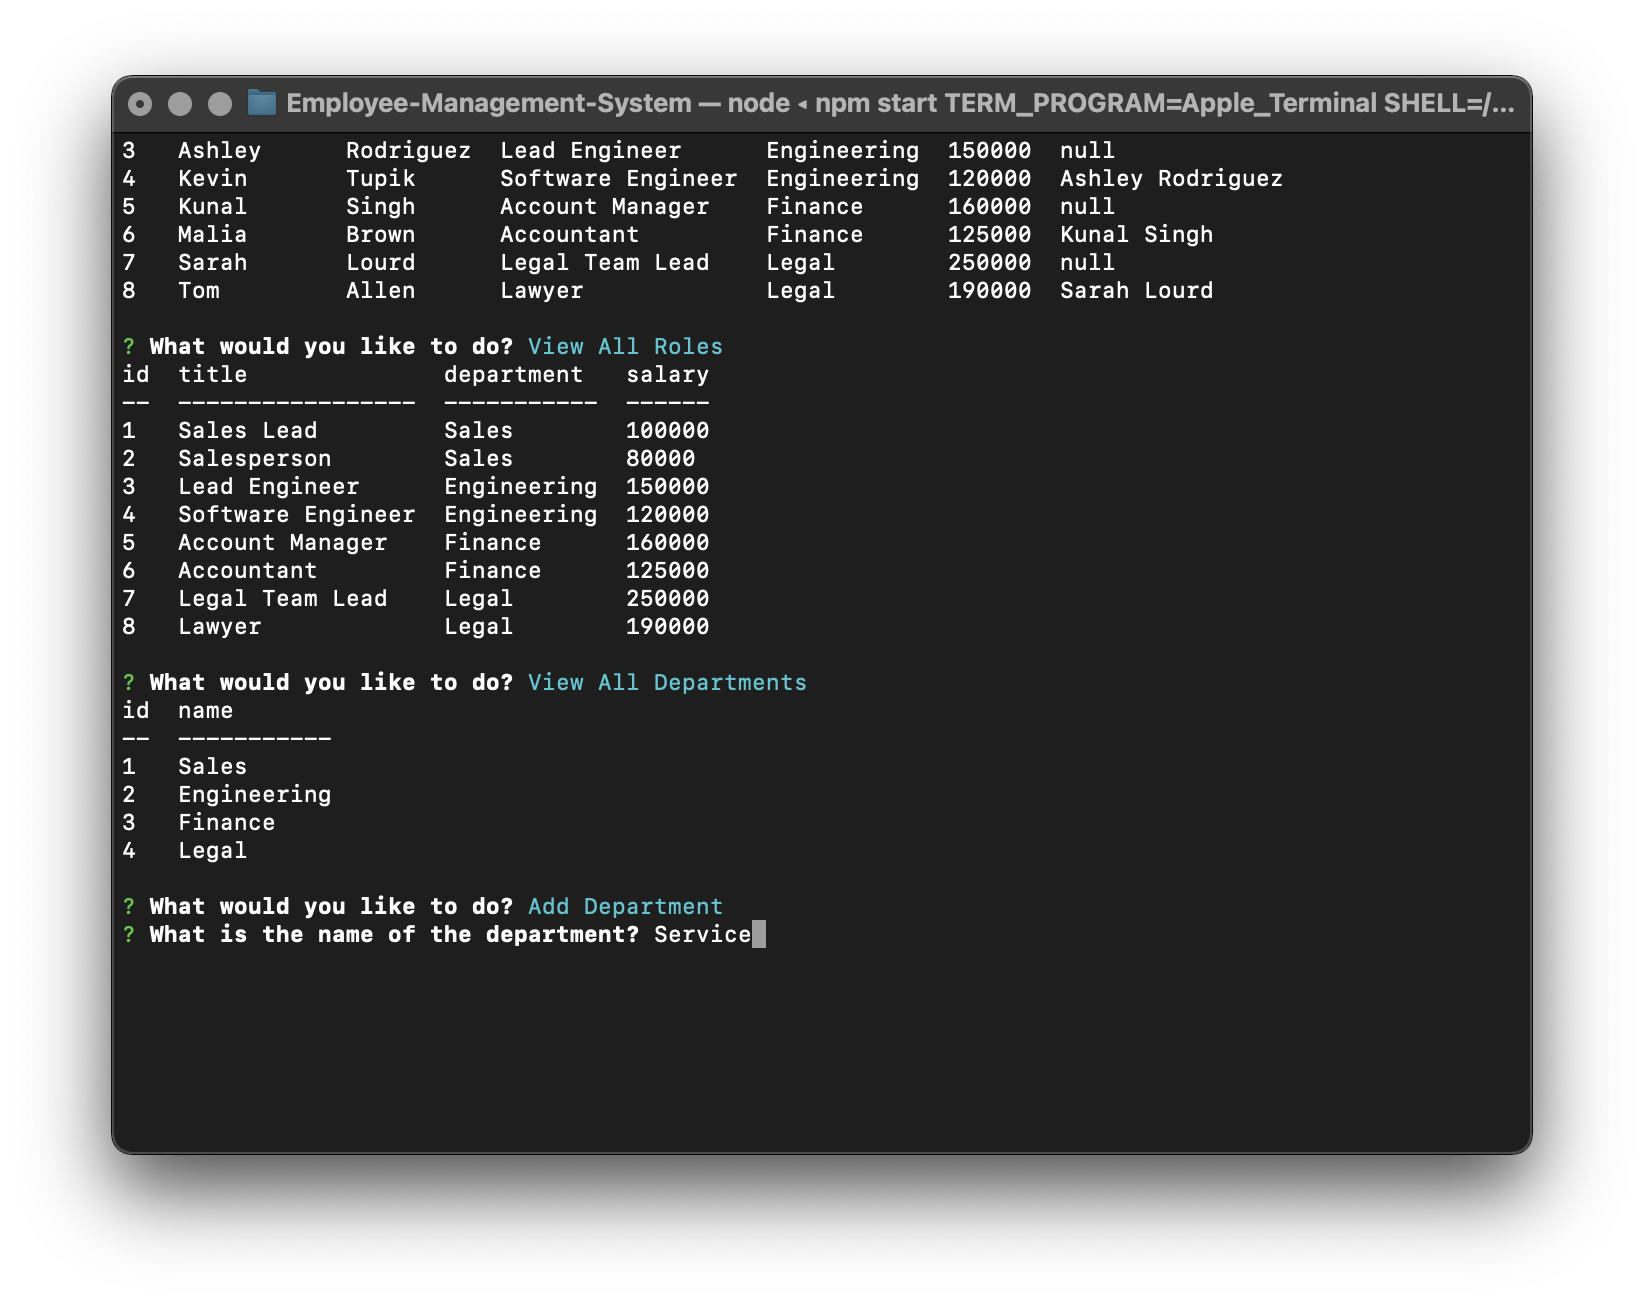 Employee-Management-System — node ◂ npm start TERM_PROGRAM=Apple_Terminal SHELL=/...
3   Ashley      Rodriguez  Lead Engineer      Engineering  150000  null
4   Kevin       Tupik      Software Engineer  Engineering  120000  Ashley Rodriguez
5   Kunal       Singh      Account Manager    Finance      160000  null
6   Malia       Brown      Accountant         Finance      125000  Kunal Singh
7   Sarah       Lourd      Legal Team Lead    Legal        250000  null
8   Tom         Allen      Lawyer             Legal        190000  Sarah Lourd
? What would you like to do? View All Roles
id  title              department   salary
--  -----------------  -----------  ------
1   Sales Lead         Sales        100000
2   Salesperson        Sales        80000
3   Lead Engineer      Engineering  150000
4   Software Engineer  Engineering  120000
5   Account Manager    Finance      160000
6   Accountant         Finance      125000
7   Legal Team Lead    Legal        250000
8   Lawyer             Legal        190000
? What would you like to do? View All Departments
id  name
--  -----------
1   Sales
2   Engineering
3   Finance
4   Legal
? What would you like to do? Add Department
? What is the name of the department? Service